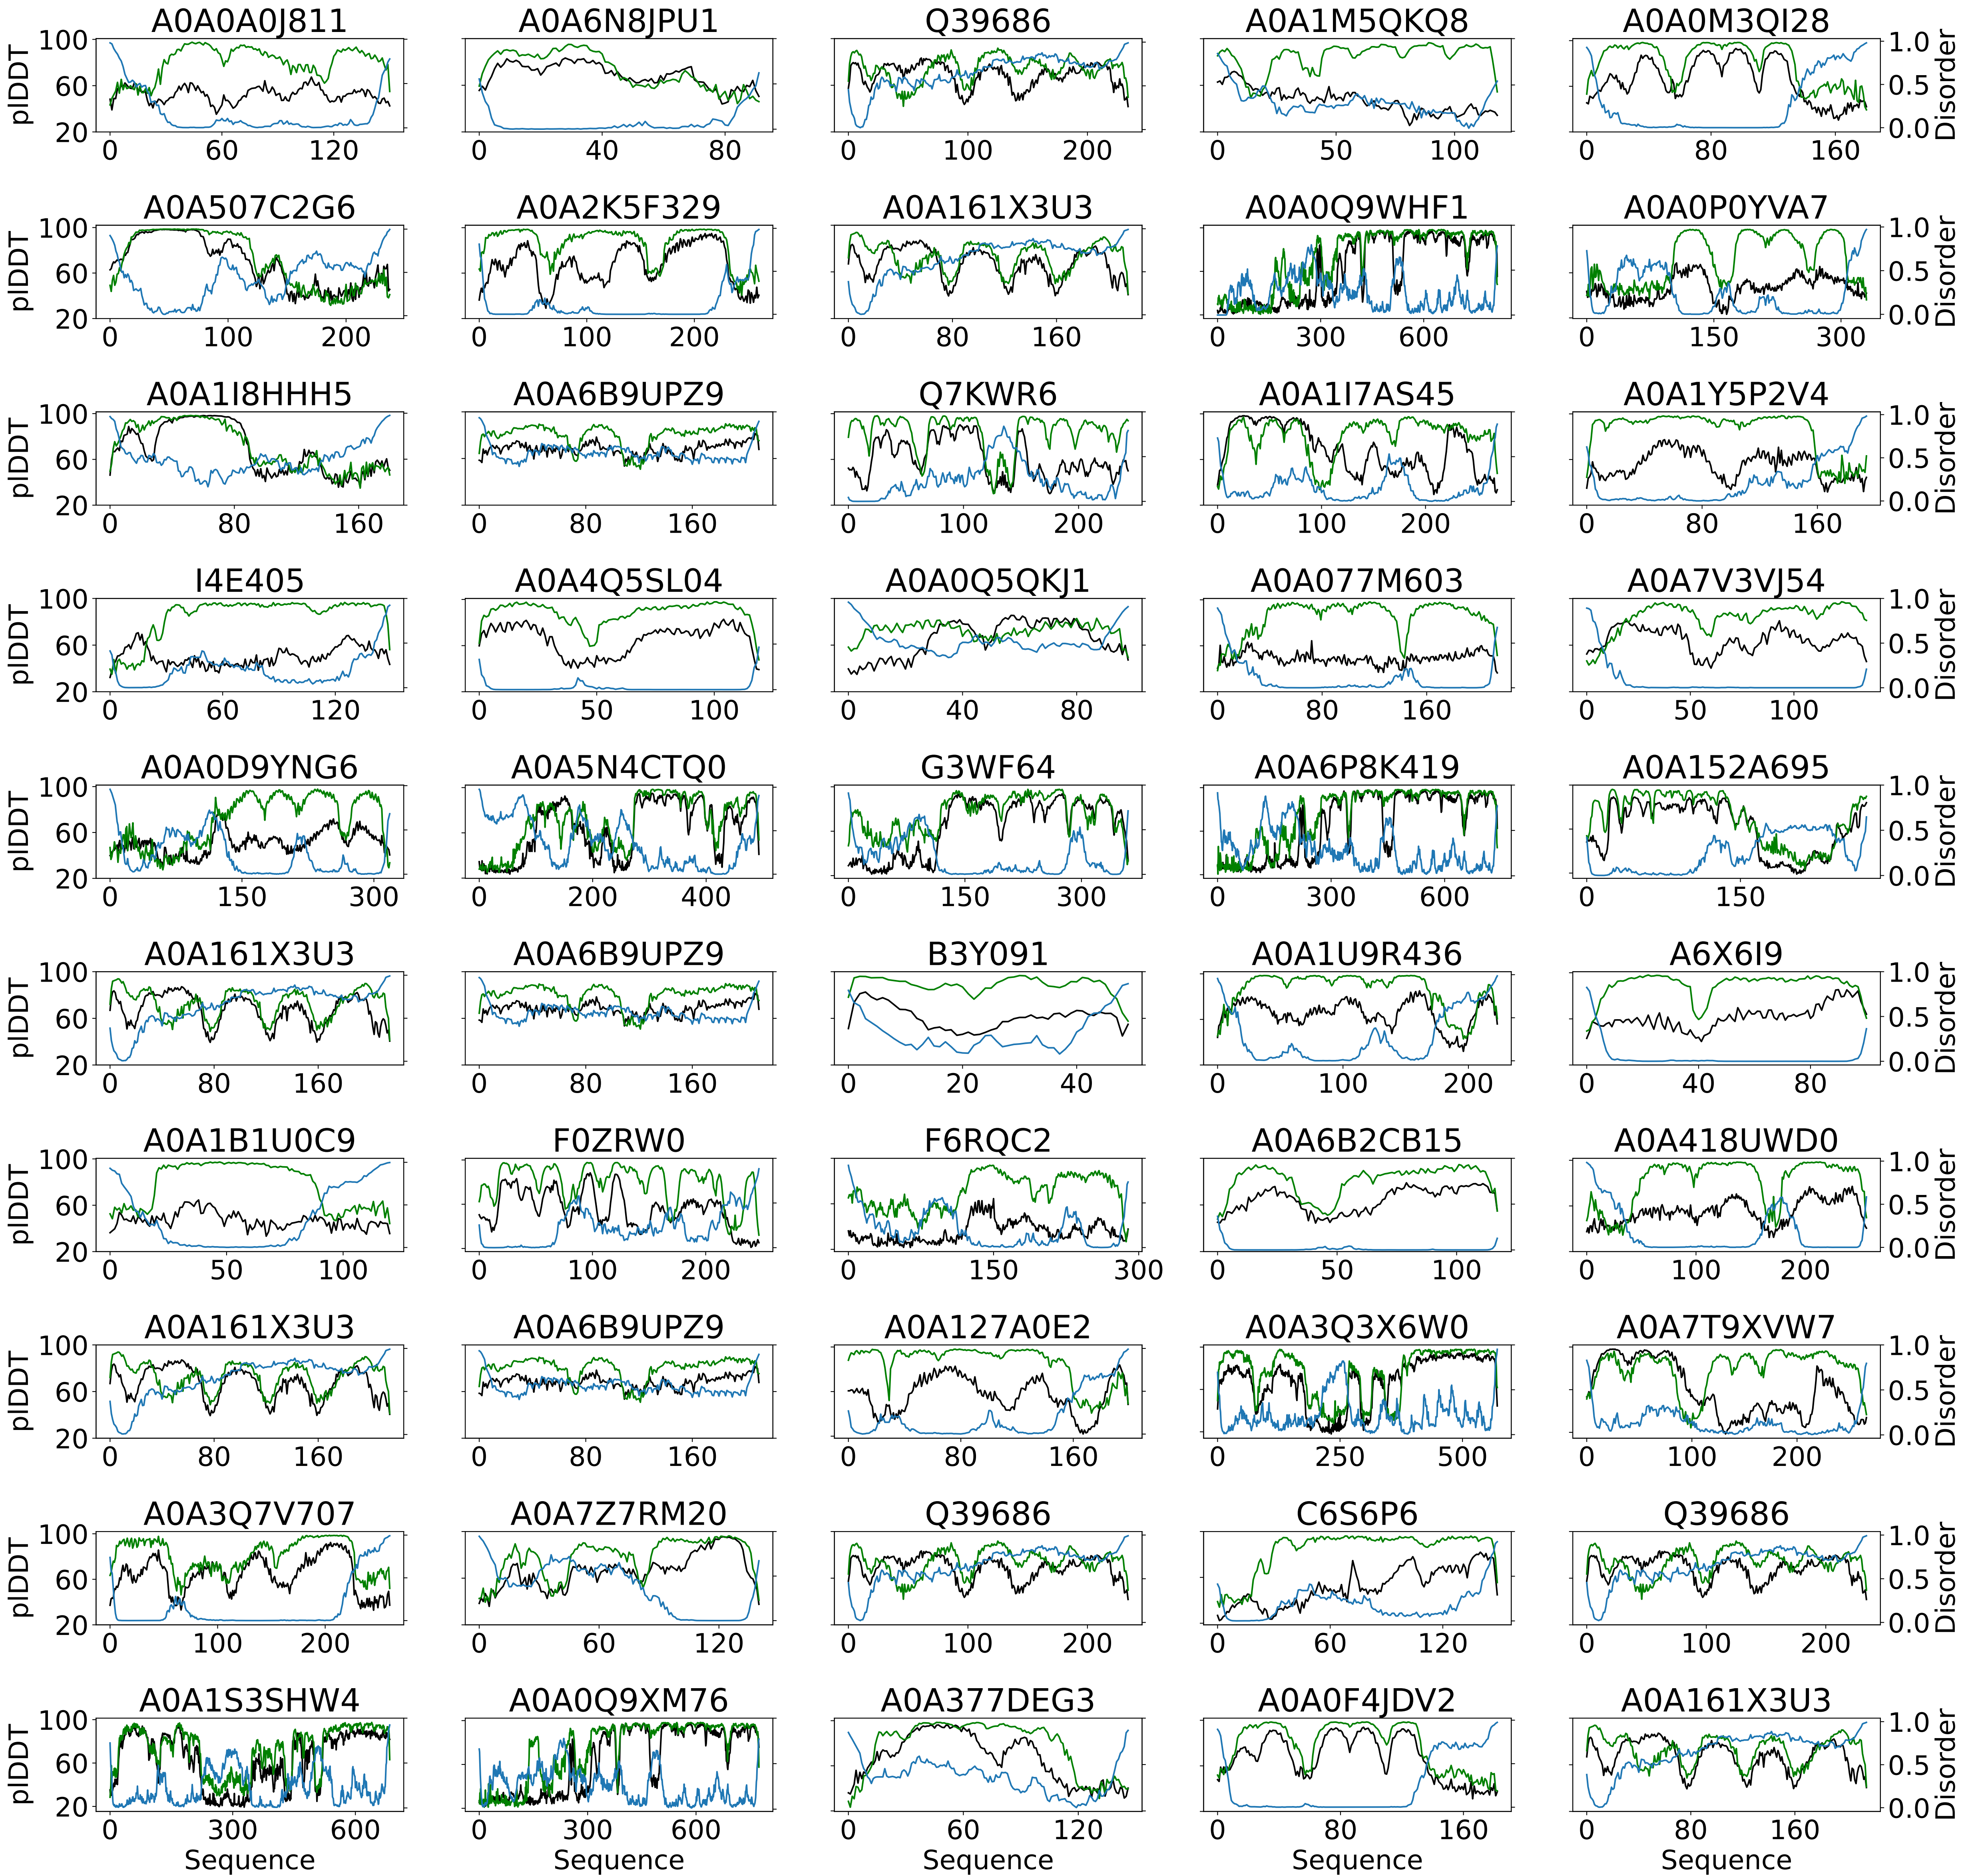 A0A0A0J811 A0A6N8JPU1 Q39686 A0A1M5QKQ8 A0A0M3QI28
plDDT 100 60 20 1.0 0.5 0.0 Disorder
0 60 120 0 40 80 0 100 200 0 50 100 0 80 160
A0A507C2G6 A0A2K5F329 A0A161X3U3 A0A0Q9WHF1 A0A0P0YVA7
plDDT 100 60 20 1.0 0.5 0.0 Disorder
0 100 200 0 100 200 0 80 160 0 300 600 0 150 300
A0A1I8HHH5 A0A6B9UPZ9 Q7KWR6 A0A1I7AS45 A0A1Y5P2V4
plDDT 100 60 20 1.0 0.5 0.0 Disorder
0 80 160 0 80 160 0 100 200 0 100 200 0 80 160
I4E405 A0A4Q5SL04 A0A0Q5QKJ1 A0A077M603 A0A7V3VJ54
plDDT 100 60 20 1.0 0.5 0.0 Disorder
0 60 120 0 50 100 0 40 80 0 80 160 0 50 100
A0A0D9YNG6 A0A5N4CTQ0 G3WF64 A0A6P8K419 A0A152A695
plDDT 100 60 20 1.0 0.5 0.0 Disorder
0 150 300 0 200 400 0 150 300 0 300 600 0 150
A0A161X3U3 A0A6B9UPZ9 B3Y091 A0A1U9R436 A6X6I9
plDDT 100 60 20 1.0 0.5 0.0 Disorder
0 80 160 0 80 160 0 20 40 0 100 200 0 40 80
A0A1B1U0C9 F0ZRW0 F6RQC2 A0A6B2CB15 A0A418UWD0
plDDT 100 60 20 1.0 0.5 0.0 Disorder
0 50 100 0 100 200 0 150 300 0 50 100 0 100 200
A0A161X3U3 A0A6B9UPZ9 A0A127A0E2 A0A3Q3X6W0 A0A7T9XVW7
plDDT 100 60 20 1.0 0.5 0.0 Disorder
0 80 160 0 80 160 0 80 160 0 250 500 0 100 200
A0A3Q7V707 A0A7Z7RM20 Q39686 C6S6P6 Q39686
plDDT 100 60 20 1.0 0.5 0.0 Disorder
0 100 200 0 60 120 0 100 200 0 60 120 0 100 200
A0A1S3SHW4 A0A0Q9XM76 A0A377DEG3 A0A0F4JDV2 A0A161X3U3
plDDT 100 60 20 1.0 0.5 0.0 Disorder
0 300 600 0 300 600 0 60 120 0 80 160 0 80 160
Sequence Sequence Sequence Sequence Sequence